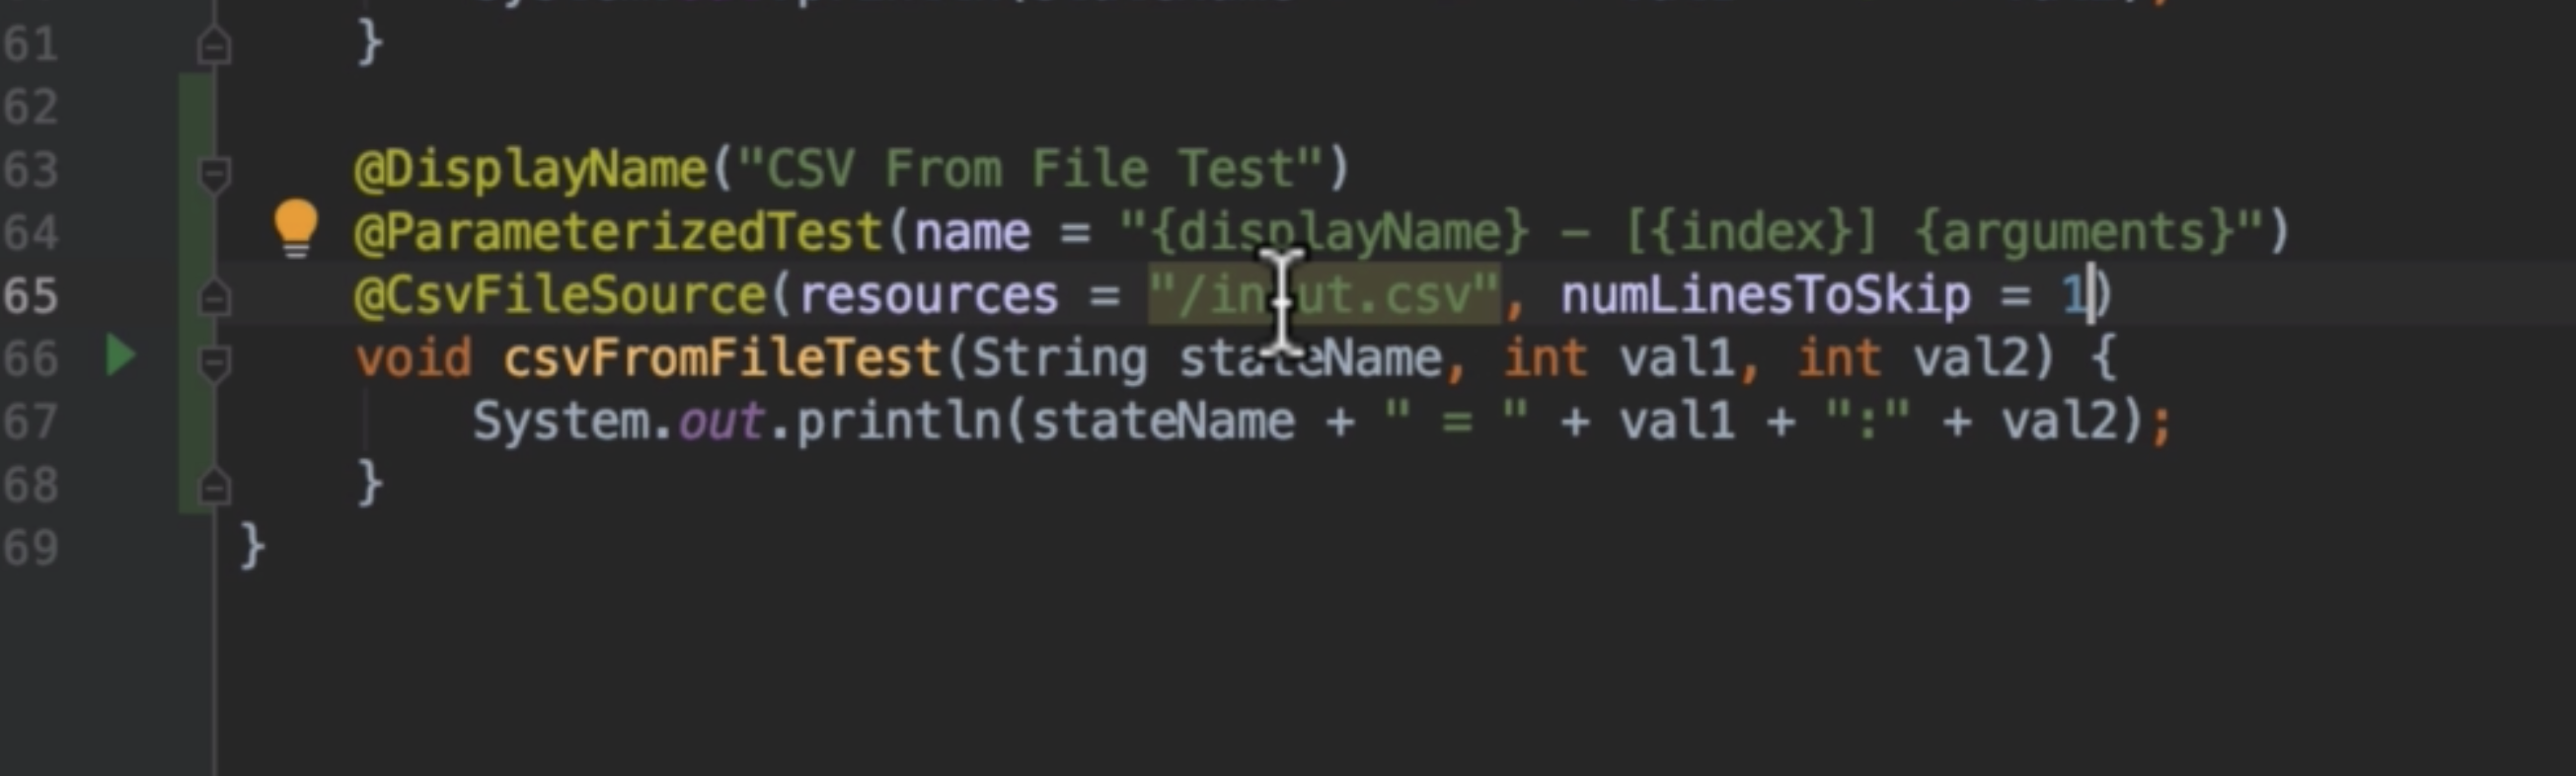 61 }
62
63 @DisplayName("CSV From File Test")
64 @ParameterizedTest(name = "{displayName} - [{index}] {arguments}")
65 @CsvFileSource(resources = "/input.csv", numLinesToSkip = 1)
66 void csvFromFileTest(String stateName, int val1, int val2) {
67 System.out.println(stateName + " = " + val1 + ":" + val2);
68 }
69 }